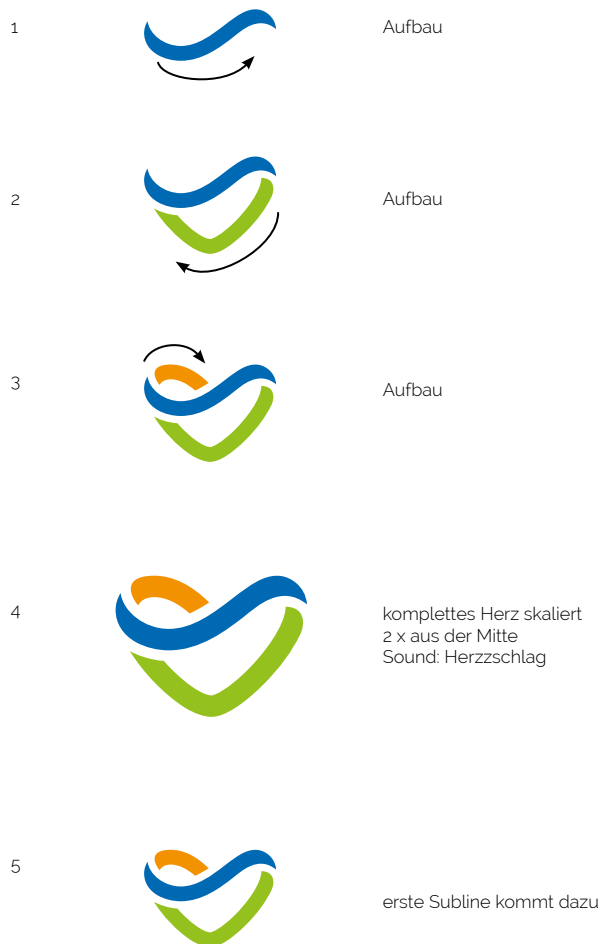 1
Aufbau
2
Aufbau
3
Aufbau
4
komplettes Herz skaliert
2 x aus der Mitte
Sound: Herzzschlag
5
erste Subline kommt dazu